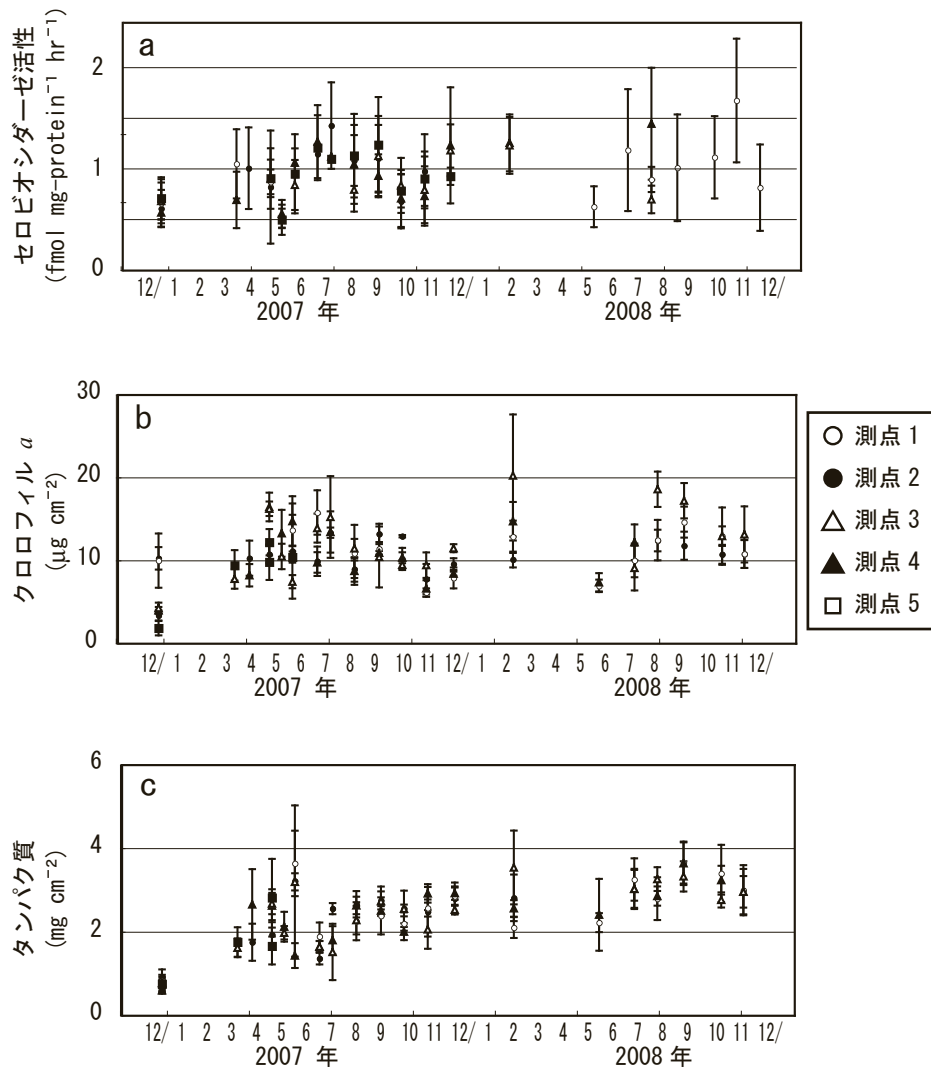 a
セロビオシダーゼ活性
(fmol mg-protein⁻¹ hr⁻¹)
2
1
0
12/ 1 2 3 4 5 6 7 8 9 10 11 12/ 1 2 3 4 5 6 7 8 9 10 11 12/
2007 年 2008 年
b
クロロフィル a
(μg cm⁻²)
30
20
10
0
12/ 1 2 3 4 5 6 7 8 9 10 11 12/ 1 2 3 4 5 6 7 8 9 10 11 12/
2007 年 2008 年
測点 1
測点 2
測点 3
測点 4
測点 5
c
タンパク質
(mg cm⁻²)
6
4
2
0
12/ 1 2 3 4 5 6 7 8 9 10 11 12/ 1 2 3 4 5 6 7 8 9 10 11 12/
2007 年 2008 年